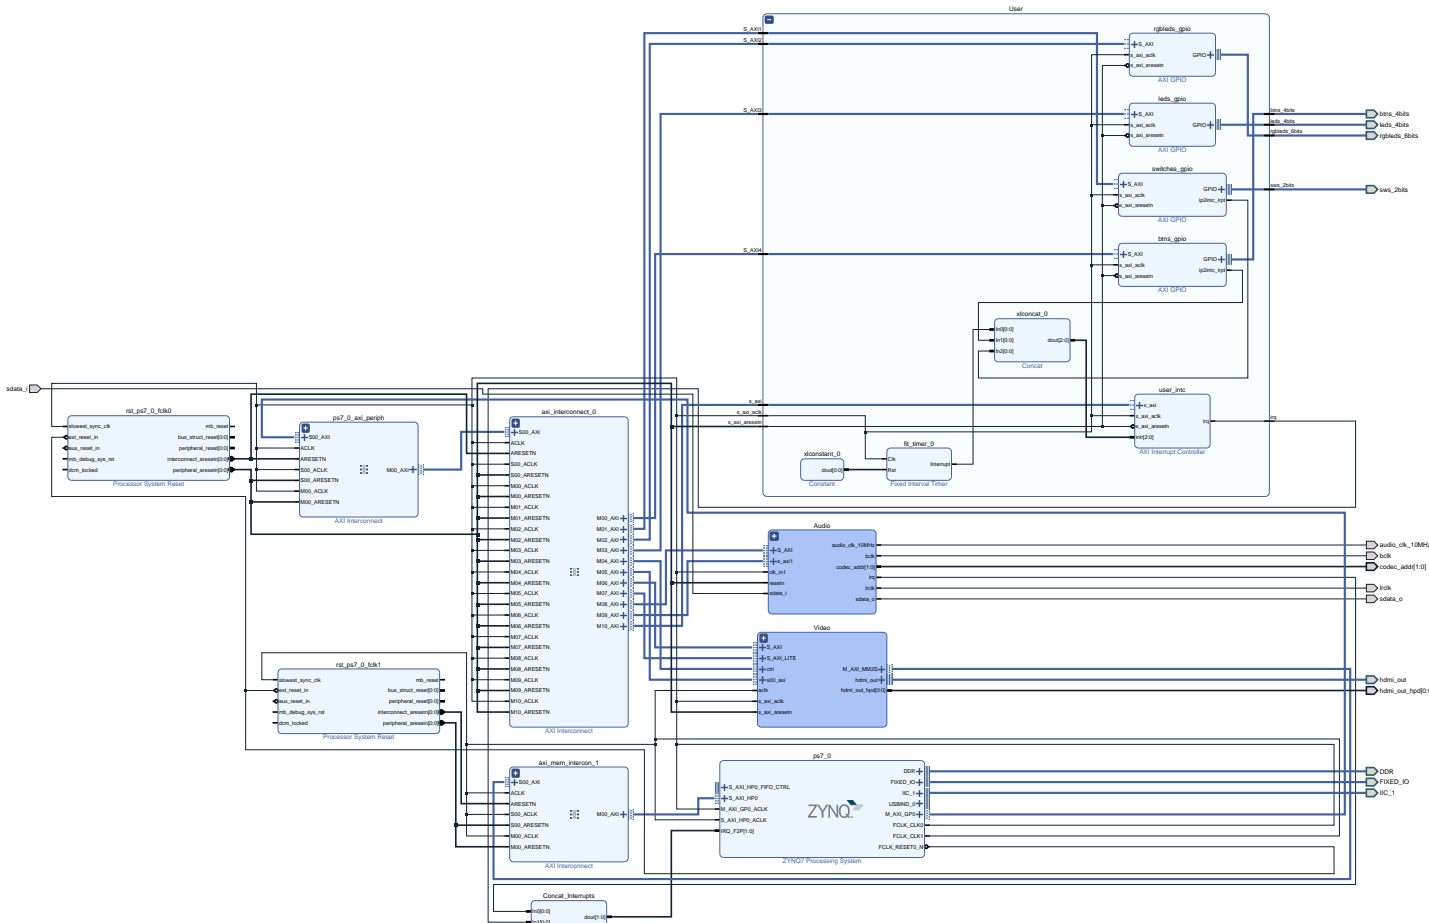 User
S_AXI1
S_AXI2
S_AXI3
S_AXI4
s_axi
s_axi_aclk
s_axi_aresetn
rgbleds_gpio
S_AXI
s_axi_aclk
s_axi_aresetn
GPIO
AXI GPIO
leds_gpio
S_AXI
s_axi_aclk
s_axi_aresetn
GPIO
AXI GPIO
switches_gpio
S_AXI
s_axi_aclk
s_axi_aresetn
GPIO
ip2intc_irpt
AXI GPIO
btns_gpio
S_AXI
s_axi_aclk
s_axi_aresetn
GPIO
ip2intc_irpt
AXI GPIO
xlconcat_0
In0[0:0]
In1[0:0]
In2[0:0]
dout[2:0]
Concat
user_intc
s_axi
s_axi_aclk
s_axi_aresetn
intr[2:0]
irq
AXI Interrupt Controller
xlconstant_0
dout[0:0]
Constant
fit_timer_0
Clk
Rst
Interrupt
Fixed Interval Timer
btns_4bits
leds_4bits
rgbleds_6bits
sws_2bits
irq
btns_4bits
leds_4bits
rgbleds_6bits
sws_2bits
sdata_i
rst_ps7_0_fclk0
slowest_sync_clk
ext_reset_in
aux_reset_in
mb_debug_sys_rst
dcm_locked
mb_reset
bus_struct_reset[0:0]
peripheral_reset[0:0]
interconnect_aresetn[0:0]
peripheral_aresetn[0:0]
Processor System Reset
ps7_0_axi_periph
S00_AXI
ACLK
ARESETN
S00_ACLK
S00_ARESETN
M00_ACLK
M00_ARESETN
M00_AXI
AXI Interconnect
axi_interconnect_0
S00_AXI
ACLK
ARESETN
S00_ACLK
S00_ARESETN
M00_ACLK
M00_ARESETN
M01_ACLK
M01_ARESETN
M02_ACLK
M02_ARESETN
M03_ACLK
M03_ARESETN
M04_ACLK
M04_ARESETN
M05_ACLK
M05_ARESETN
M06_ACLK
M06_ARESETN
M07_ACLK
M07_ARESETN
M08_ACLK
M08_ARESETN
M09_ACLK
M09_ARESETN
M10_ACLK
M10_ARESETN
M00_AXI
M01_AXI
M02_AXI
M03_AXI
M04_AXI
M05_AXI
M06_AXI
M07_AXI
M08_AXI
M09_AXI
M10_AXI
AXI Interconnect
Audio
S_AXI
s_axi1
clk_in1
resetn
sdata_i
audio_clk_10MHz
bclk
codec_addr[1:0]
irq
lrclk
sdata_o
audio_clk_10MHz
bclk
codec_addr[1:0]
lrclk
sdata_o
Video
S_AXI
S_AXI_LITE
ctrl
s00_axi
aclk
s_axi_aclk
s_axi_aresetn
M_AXI_MM2S
hdmi_out
hdmi_out_hpd[0:0]
hdmi_out
rst_ps7_0_fclk1
slowest_sync_clk
ext_reset_in
aux_reset_in
mb_debug_sys_rst
dcm_locked
mb_reset
bus_struct_reset[0:0]
peripheral_reset[0:0]
interconnect_aresetn[0:0]
peripheral_aresetn[0:0]
Processor System Reset
axi_mem_intercon_1
S00_AXI
ACLK
ARESETN
S00_ACLK
S00_ARESETN
M00_ACLK
M00_ARESETN
M00_AXI
AXI Interconnect
ps7_0
S_AXI_HP0_FIFO_CTRL
S_AXI_HP0
M_AXI_GP0_ACLK
S_AXI_HP0_ACLK
IRQ_F2P[1:0]
ZYNQ
DDR
FIXED_IO
IIC_1
USBIND_0
M_AXI_GP0
FCLK_CLK0
FCLK_CLK1
FCLK_RESET0_N
ZYNQ7 Processing System
DDR
FIXED_IO
IIC_1
Concat_Interrupts
In0[0:0]
dout[1:0]